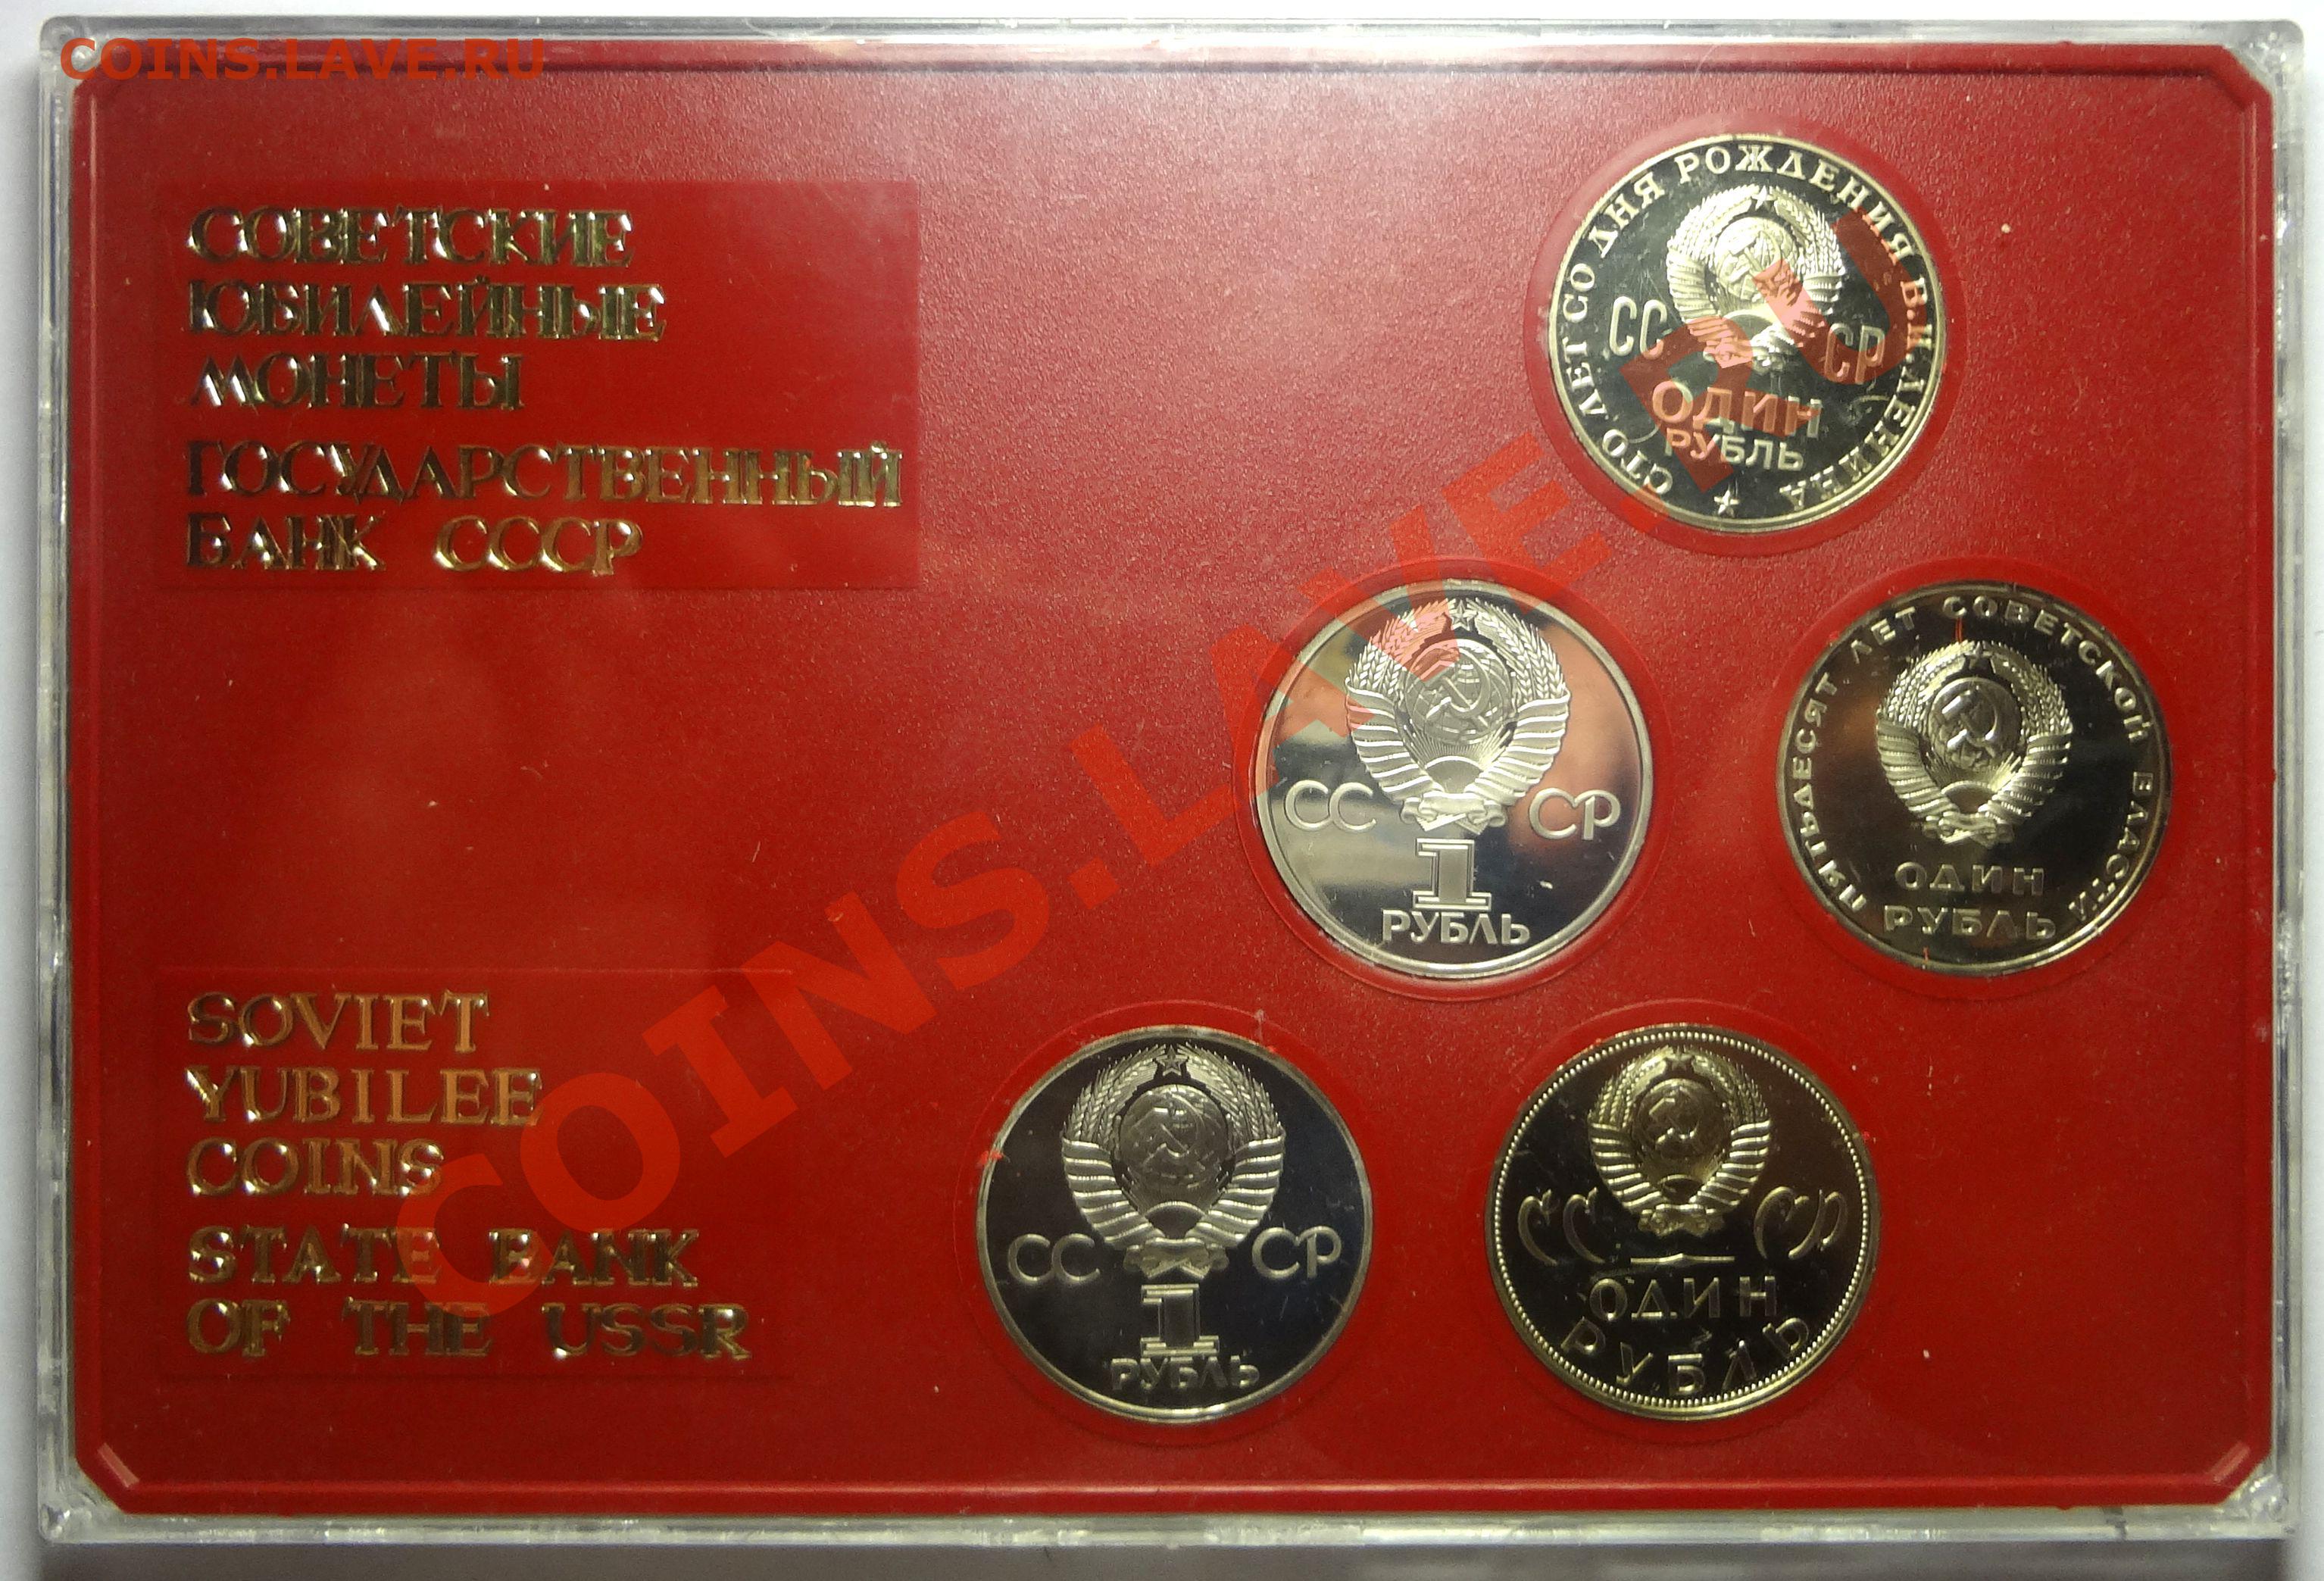 COINS.LAVE.RU
СОВЕТСКИЕ
ЮБИЛЕЙНЫЕ
МОНЕТЫ
ГОСУДАРСТВЕННЫЙ
БАНК СССР
SOVIET
YUBILEE
COINS
STATE BANK
OF THE USSR
СТО ЛЕТ СО ДНЯ РОЖДЕНИЯ В.И.ЛЕНИНА
СС СР
ОДИН
РУБЛЬ
СС СР
1
РУБЛЬ
ПЯТЬДЕСЯТ ЛЕТ СОВЕТСКОЙ ВЛАСТИ
ОДИН
РУБЛЬ
СС СР
1
РУБЛЬ
СС СР
ОДИН
РУБЛЬ
COINS.LAVE.RU